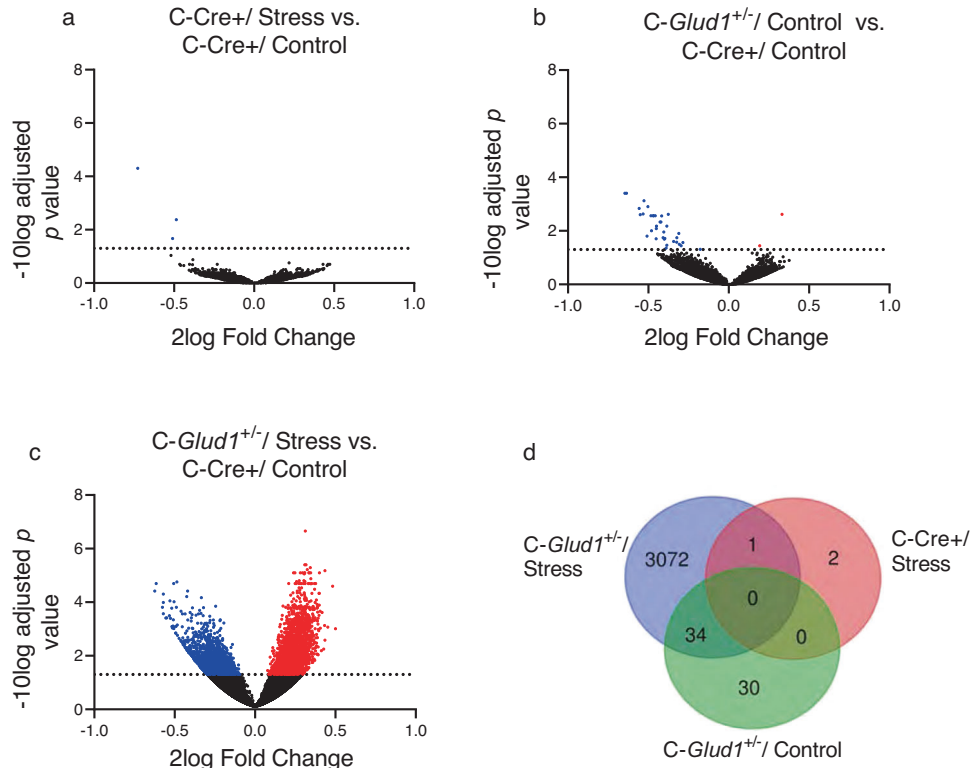 a
C-Cre+/ Stress vs.
C-Cre+/ Control
8
6
4
2
0
-1.0 -0.5 0.0 0.5 1.0
-10log adjusted
p value
2log Fold Change
b
C-Glud1+/-/ Control vs.
C-Cre+/ Control
8
6
4
2
0
-1.0 -0.5 0.0 0.5 1.0
-10log adjusted p
value
2log Fold Change
c
C-Glud1+/-/ Stress vs.
C-Cre+/ Control
8
6
4
2
0
-1.0 -0.5 0.0 0.5 1.0
-10log adjusted p
value
2log Fold Change
d
C-Glud1+/-/
Stress
3072
1
2
C-Cre+/
Stress
0
34
0
30
C-Glud1+/-/ Control